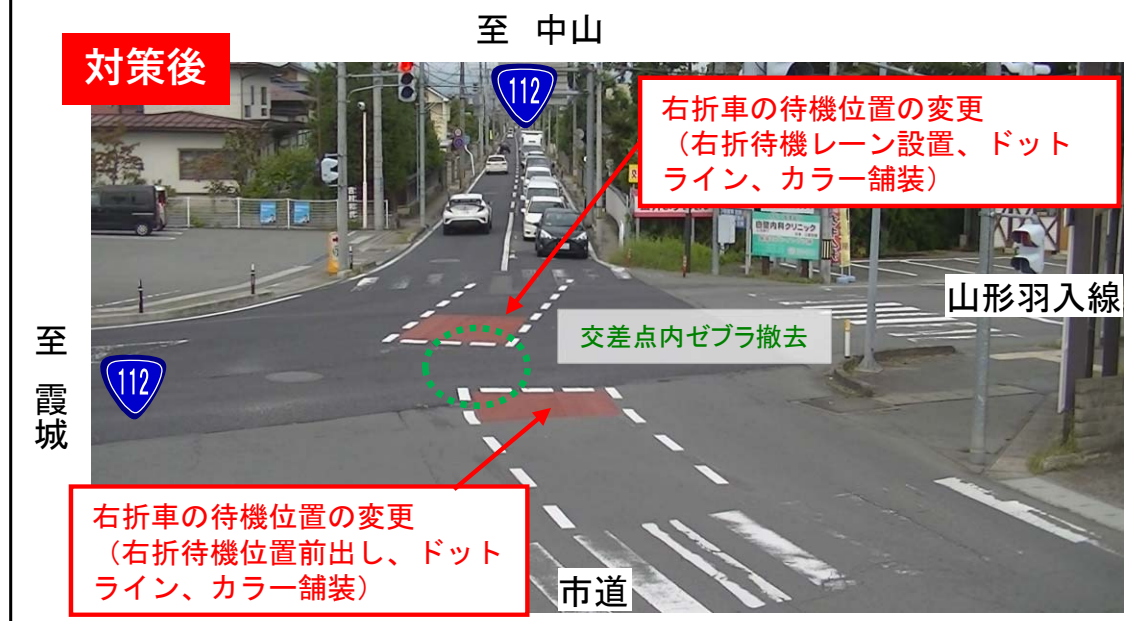 至 中山
対策後
112
右折車の待機位置の変更
(右折待機レーン設置、ドット
ライン、カラー舗装)
山形羽入線
交差点内ゼブラ撤去
至
霞城
112
右折車の待機位置の変更
(右折待機位置前出し、ドット
ライン、カラー舗装)
市道